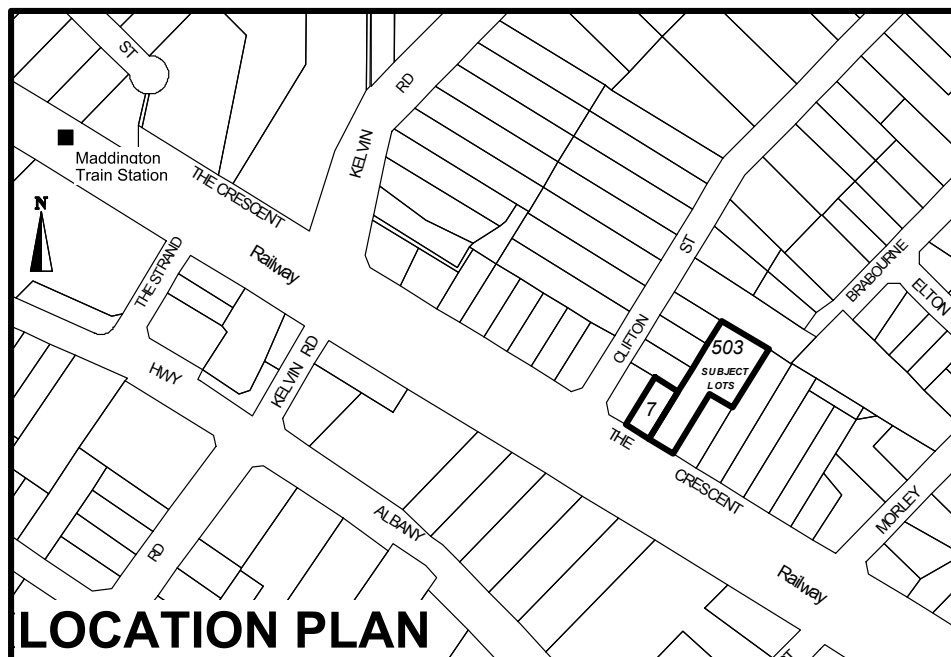 ST
RD
KELVIN
Maddington
Train Station
THE CRESCENT
N
Railway
THE STRAND
ST
BRABOURNE
ELTON
CLIFTON
503
SUBJECT
LOTS
7
HWY
KELVIN RD
THE
CRESCENT
MORLEY
ALBANY
RD
Railway
LOCATION PLAN